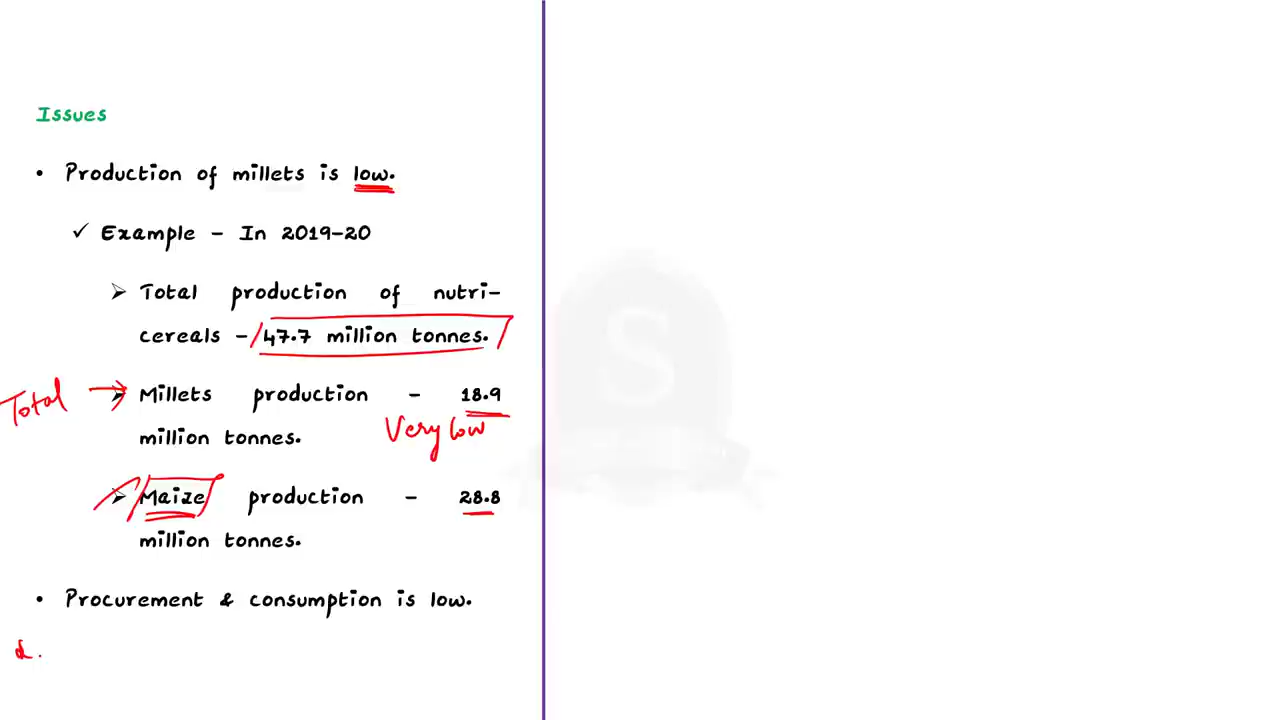 Issues
• Production of millets is low.
✓ Example - In 2019-20
➢ Total production of nutri-
cereals - 47.7 million tonnes.
Total → ➢ Millets production - 18.9
million tonnes. Very low
➢ Maize production - 28.8
million tonnes.
• Procurement & consumption is low.
S